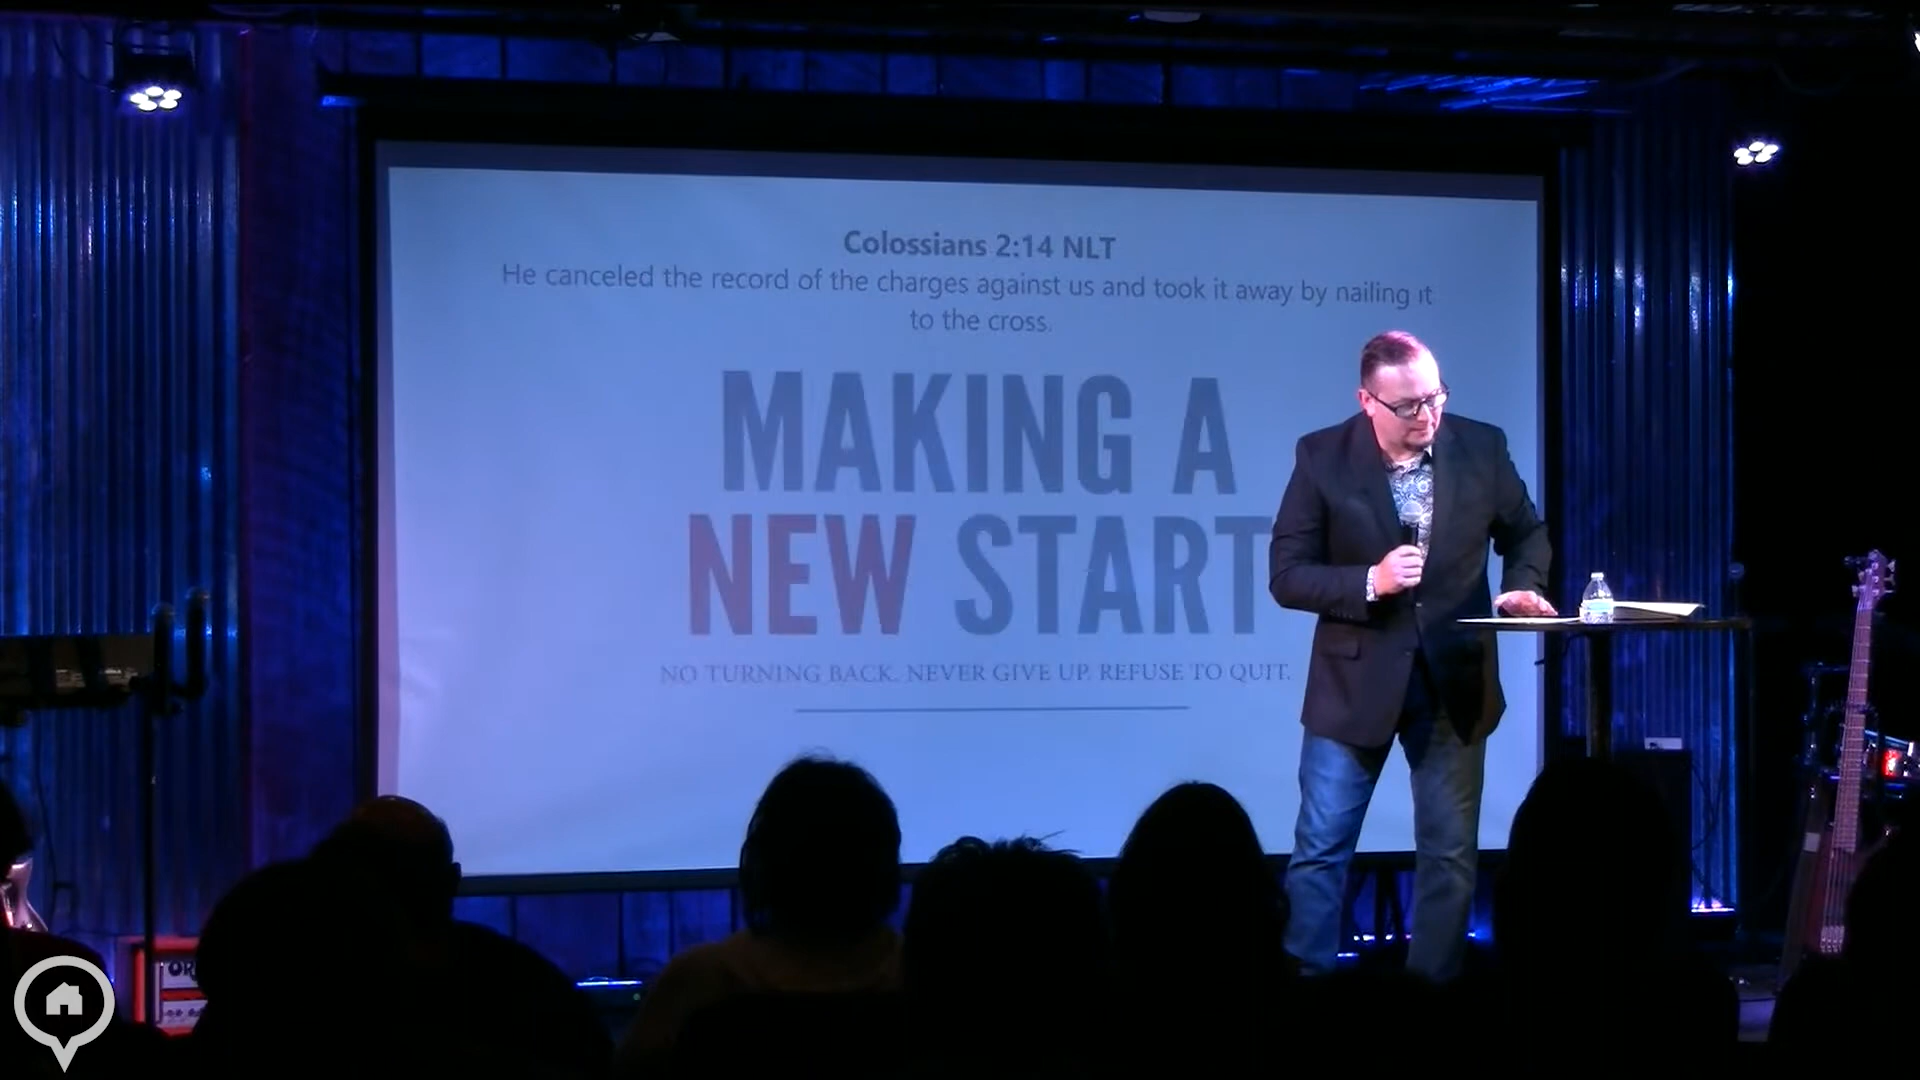 Colossians 2:14 NLT
He canceled the record of the charges against us and took it away by nailing it
to the cross.
MAKING A
NEW START
NO TURNING BACK. NEVER GIVE UP. REFUSE TO QUIT.
OR